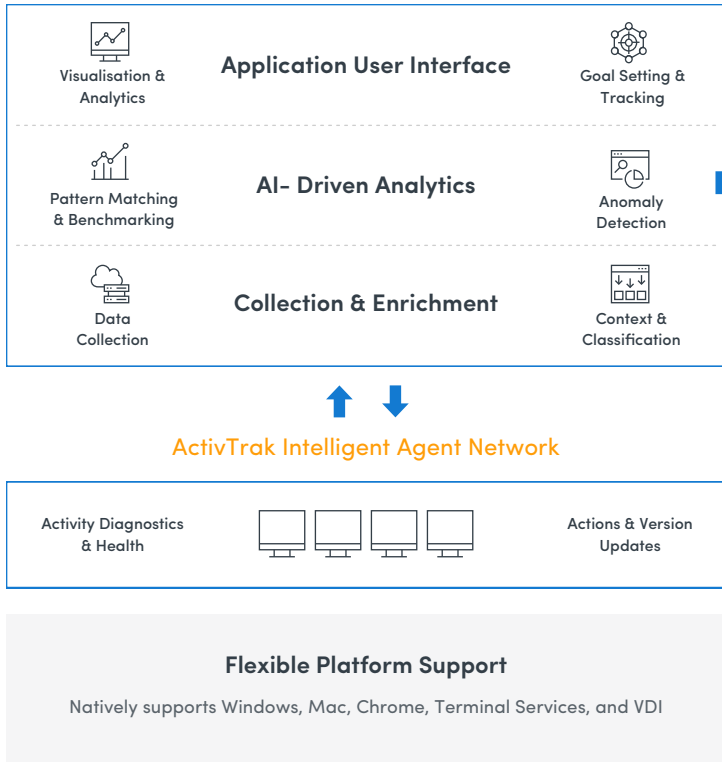 Application User Interface
Visualisation &
Analytics
Goal Setting &
Tracking
AI- Driven Analytics
Pattern Matching
& Benchmarking
Anomaly
Detection
Collection & Enrichment
Data
Collection
Context &
Classification
ActivTrak Intelligent Agent Network
Activity Diagnostics
& Health
Actions & Version
Updates
Flexible Platform Support
Natively supports Windows, Mac, Chrome, Terminal Services, and VDI